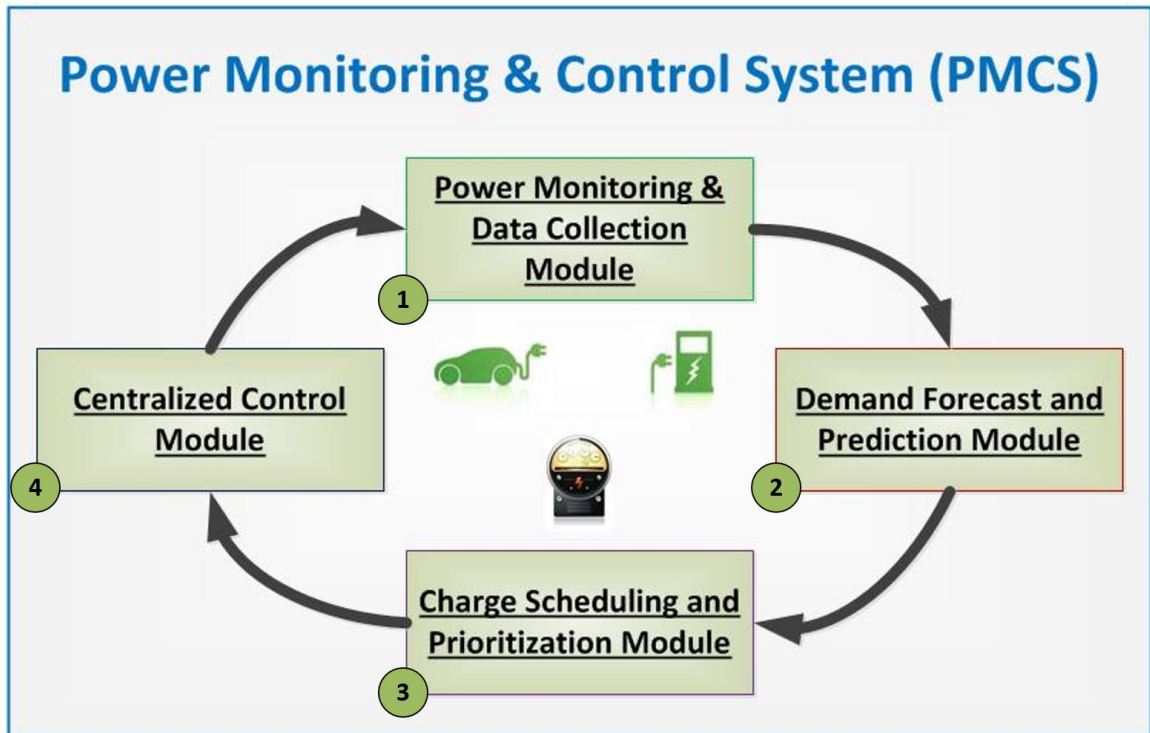 Power Monitoring & Control System (PMCS)
Power Monitoring &
Data Collection
Module
1
Demand Forecast and
Prediction Module
2
Charge Scheduling and
Prioritization Module
3
Centralized Control
Module
4